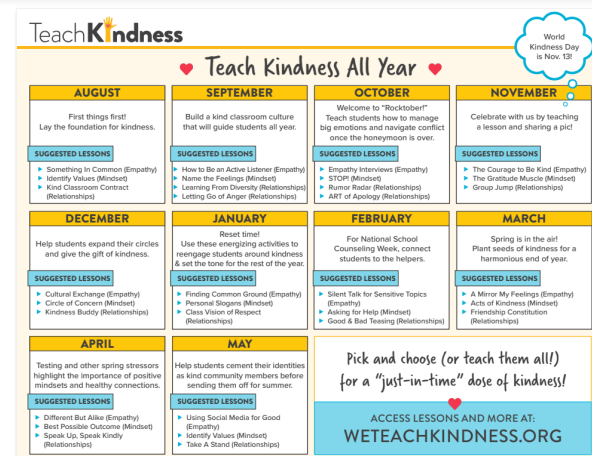 TeachKindness
World
Kindness Day
is Nov. 13!
Teach Kindness All Year
AUGUST
First things first!
Lay the foundation for kindness.
SUGGESTED LESSONS
Something In Common (Empathy)
Identify Values (Mindset)
Kind Classroom Contract
(Relationships)
SEPTEMBER
Build a kind classroom culture
that will guide students all year.
SUGGESTED LESSONS
How to Be an Active Listener (Empathy)
Name the Feelings (Mindset)
Learning From Diversity (Relationships)
Letting Go of Anger (Relationships)
OCTOBER
Welcome to “Rocktober!”
Teach students how to manage
big emotions and navigate conflict
once the honeymoon is over.
SUGGESTED LESSONS
Empathy Interviews (Empathy)
STOP! (Mindset)
Rumor Radar (Relationships)
ART of Apology (Relationships)
NOVEMBER
Celebrate with us by teaching
a lesson and sharing a pic!
SUGGESTED LESSONS
The Courage to Be Kind (Empathy)
The Gratitude Muscle (Mindset)
Group Jump (Relationships)
DECEMBER
Help students expand their circles
and give the gift of kindness.
SUGGESTED LESSONS
Cultural Exchange (Empathy)
Circle of Concern (Mindset)
Kindness Buddy (Relationships)
JANUARY
Reset time!
Use these energizing activities to
reengage students around kindness
& set the tone for the rest of the year.
SUGGESTED LESSONS
Finding Common Ground (Empathy)
Personal Slogans (Mindset)
Class Vision of Respect
(Relationships)
FEBRUARY
For National School
Counseling Week, connect
students to the helpers.
SUGGESTED LESSONS
Silent Talk for Sensitive Topics
(Empathy)
Asking for Help (Mindset)
Good & Bad Teasing (Relationships)
MARCH
Spring is in the air!
Plant seeds of kindness for a
harmonious end of year.
SUGGESTED LESSONS
A Mirror My Feelings (Empathy)
Acts of Kindness (Mindset)
Friendship Constitution
(Relationships)
APRIL
Testing and other spring stressors
highlight the importance of positive
mindsets and healthy connections.
SUGGESTED LESSONS
Different But Alike (Empathy)
Best Possible Outcome (Mindset)
Speak Up, Speak Kindly
(Relationships)
MAY
Help students cement their identities
as kind community members before
sending them off for summer.
SUGGESTED LESSONS
Using Social Media for Good
(Empathy)
Identify Values (Mindset)
Take A Stand (Relationships)
Pick and choose (or teach them all!)
for a “just-in-time” dose of kindness!
ACCESS LESSONS AND MORE AT:
WETEACHKINDNESS.ORG